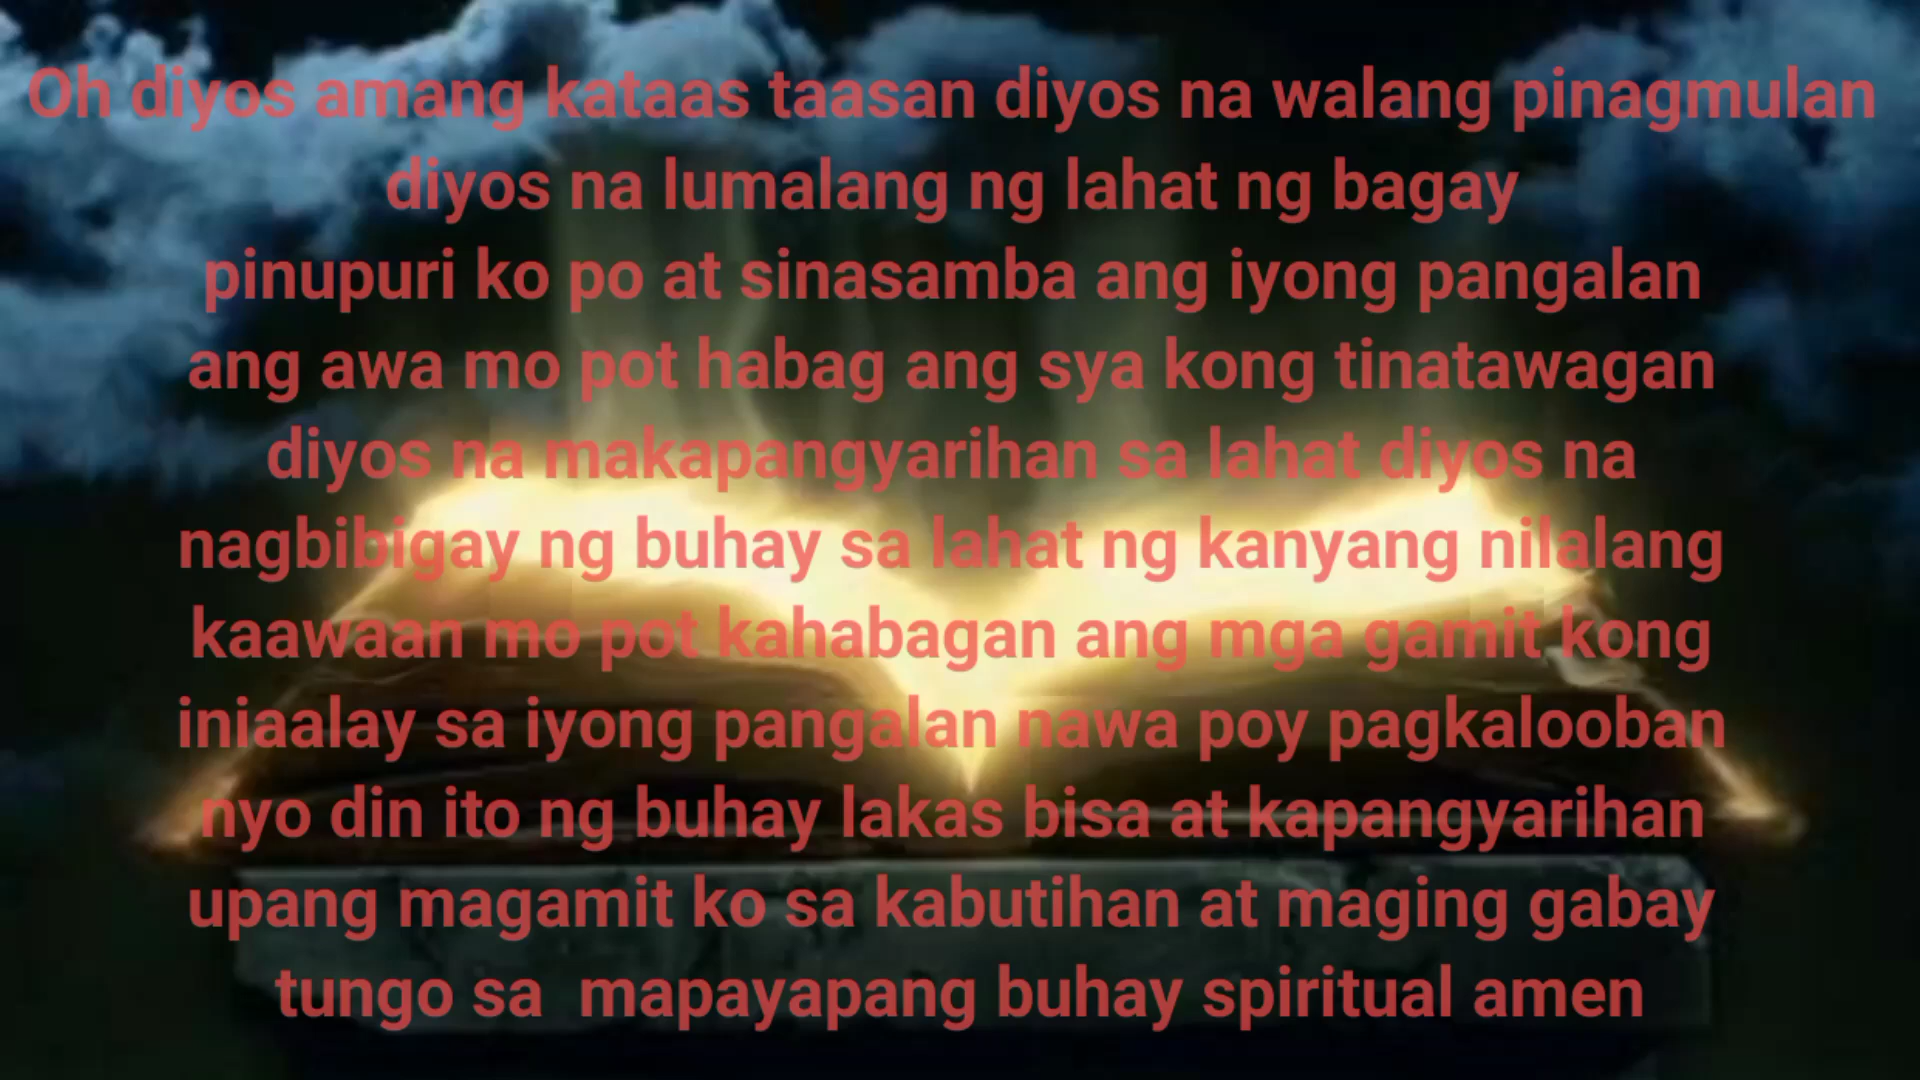 Oh diyos amang kataas taasan diyos na walang pinagmulan
diyos na lumalang ng lahat ng bagay
pinupuri ko po at sinasamba ang iyong pangalan
ang awa mo pot habag ang sya kong tinatawagan
diyos na makapangyarihan sa lahat diyos na
nagbibigay ng buhay sa lahat ng kanyang nilalang
kaawaan mo pot kahabagan ang mga gamit kong
iniaalay sa iyong pangalan nawa poy pagkalooban
nyo din ito ng buhay lakas bisa at kapangyarihan
upang magamit ko sa kabutihan at maging gabay
tungo sa  mapayapang buhay spiritual amen